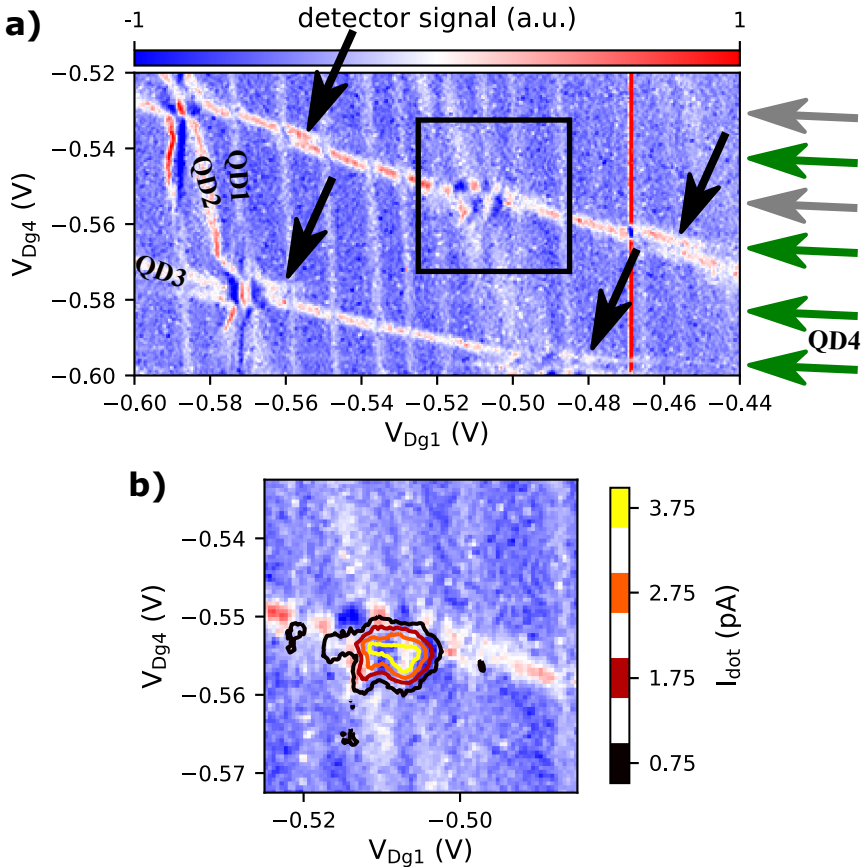 a)
detector signal (a.u.)
-1
1
−0.52
−0.54
−0.56
−0.58
−0.60
V_Dg4 (V)
QD1
QD2
QD3
QD4
−0.60
−0.58
−0.56
−0.54
−0.52
−0.50
−0.48
−0.46
−0.44
V_Dg1 (V)
b)
−0.54
−0.55
−0.56
−0.57
V_Dg4 (V)
−0.52
−0.50
V_Dg1 (V)
3.75
2.75
1.75
0.75
I_dot (pA)